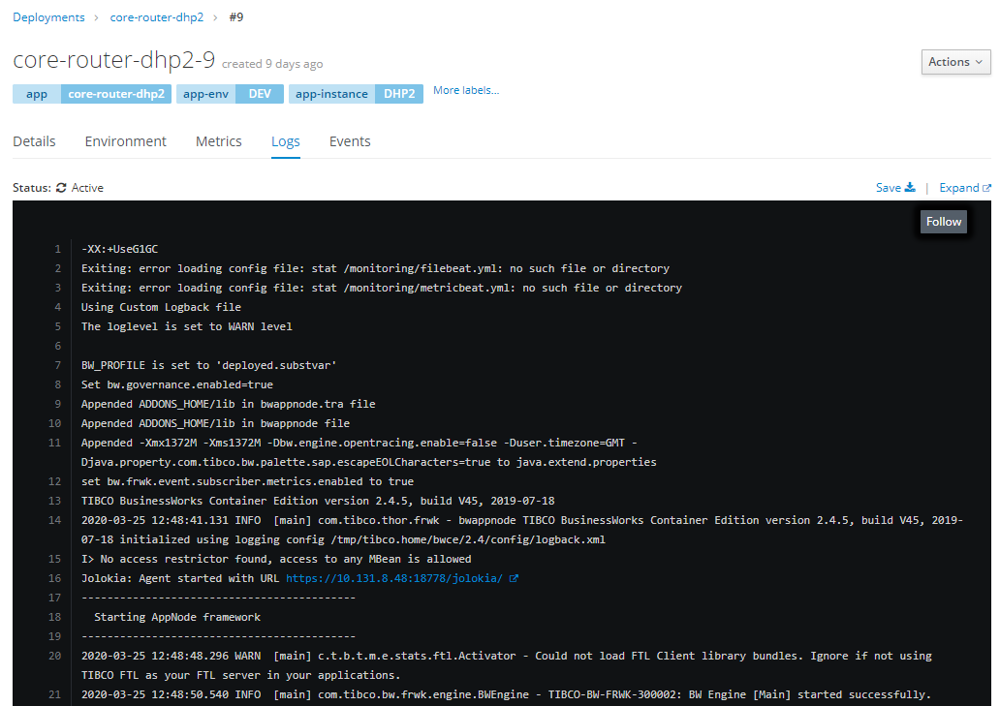 Deployments > core-router-dhp2 > #9
core-router-dhp2-9 created 9 days ago
Actions
app core-router-dhp2 app-env DEV app-instance DHP2 More labels...
Details Environment Metrics Logs Events
Status: Active
Save | Expand
Follow
1 -XX:+UseG1GC
2 Exiting: error loading config file: stat /monitoring/filebeat.yml: no such file or directory
3 Exiting: error loading config file: stat /monitoring/metricbeat.yml: no such file or directory
4 Using Custom Logback file
5 The loglevel is set to WARN level
6
7 BW_PROFILE is set to 'deployed.substvar'
8 Set bw.governance.enabled=true
9 Appended ADDONS_HOME/lib in bwappnode.tra file
10 Appended ADDONS_HOME/lib in bwappnode file
11 Appended -Xmx1372M -Xms1372M -Dbw.engine.opentracing.enable=false -Duser.timezone=GMT -
Djava.property.com.tibco.bw.palette.sap.escapeEOLCharacters=true to java.extend.properties
12 set bw.frwk.event.subscriber.metrics.enabled to true
13 TIBCO BusinessWorks Container Edition version 2.4.5, build V45, 2019-07-18
14 2020-03-25 12:48:41.131 INFO [main] com.tibco.thor.frwk - bwappnode TIBCO BusinessWorks Container Edition version 2.4.5, build V45, 2019-
07-18 initialized using logging config /tmp/tibco.home/bwce/2.4/config/logback.xml
15 I> No access restrictor found, access to any MBean is allowed
16 Jolokia: Agent started with URL https://10.131.8.48:18778/jolokia/
17 -------------------------------------------
18 Starting AppNode framework
19 -------------------------------------------
20 2020-03-25 12:48:48.296 WARN [main] c.t.b.t.m.e.stats.ftl.Activator - Could not load FTL Client library bundles. Ignore if not using
TIBCO FTL as your FTL server in your applications.
21 2020-03-25 12:48:50.540 INFO [main] com.tibco.bw.frwk.engine.BWEngine - TIBCO-BW-FRWK-300002: BW Engine [Main] started successfully.